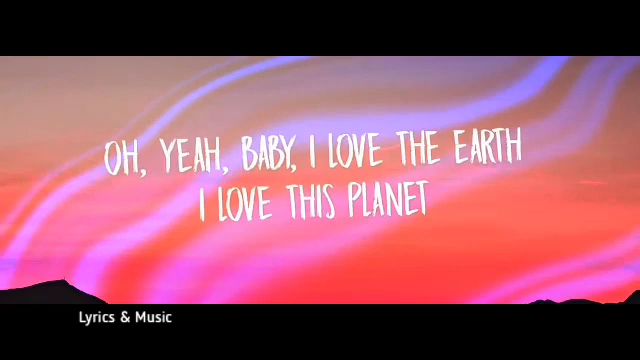 OH, YEAH, BABY, I LOVE THE EARTH
I LOVE THIS PLANET
Lyrics & Music